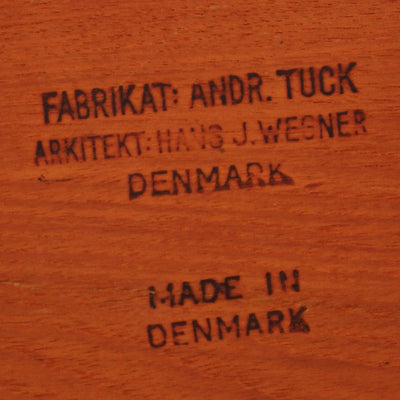 FABRIKAT: ANDR. TUCK
ARKITEKT: HANS J. WEGNER
DENMARK
MADE IN
DENMARK